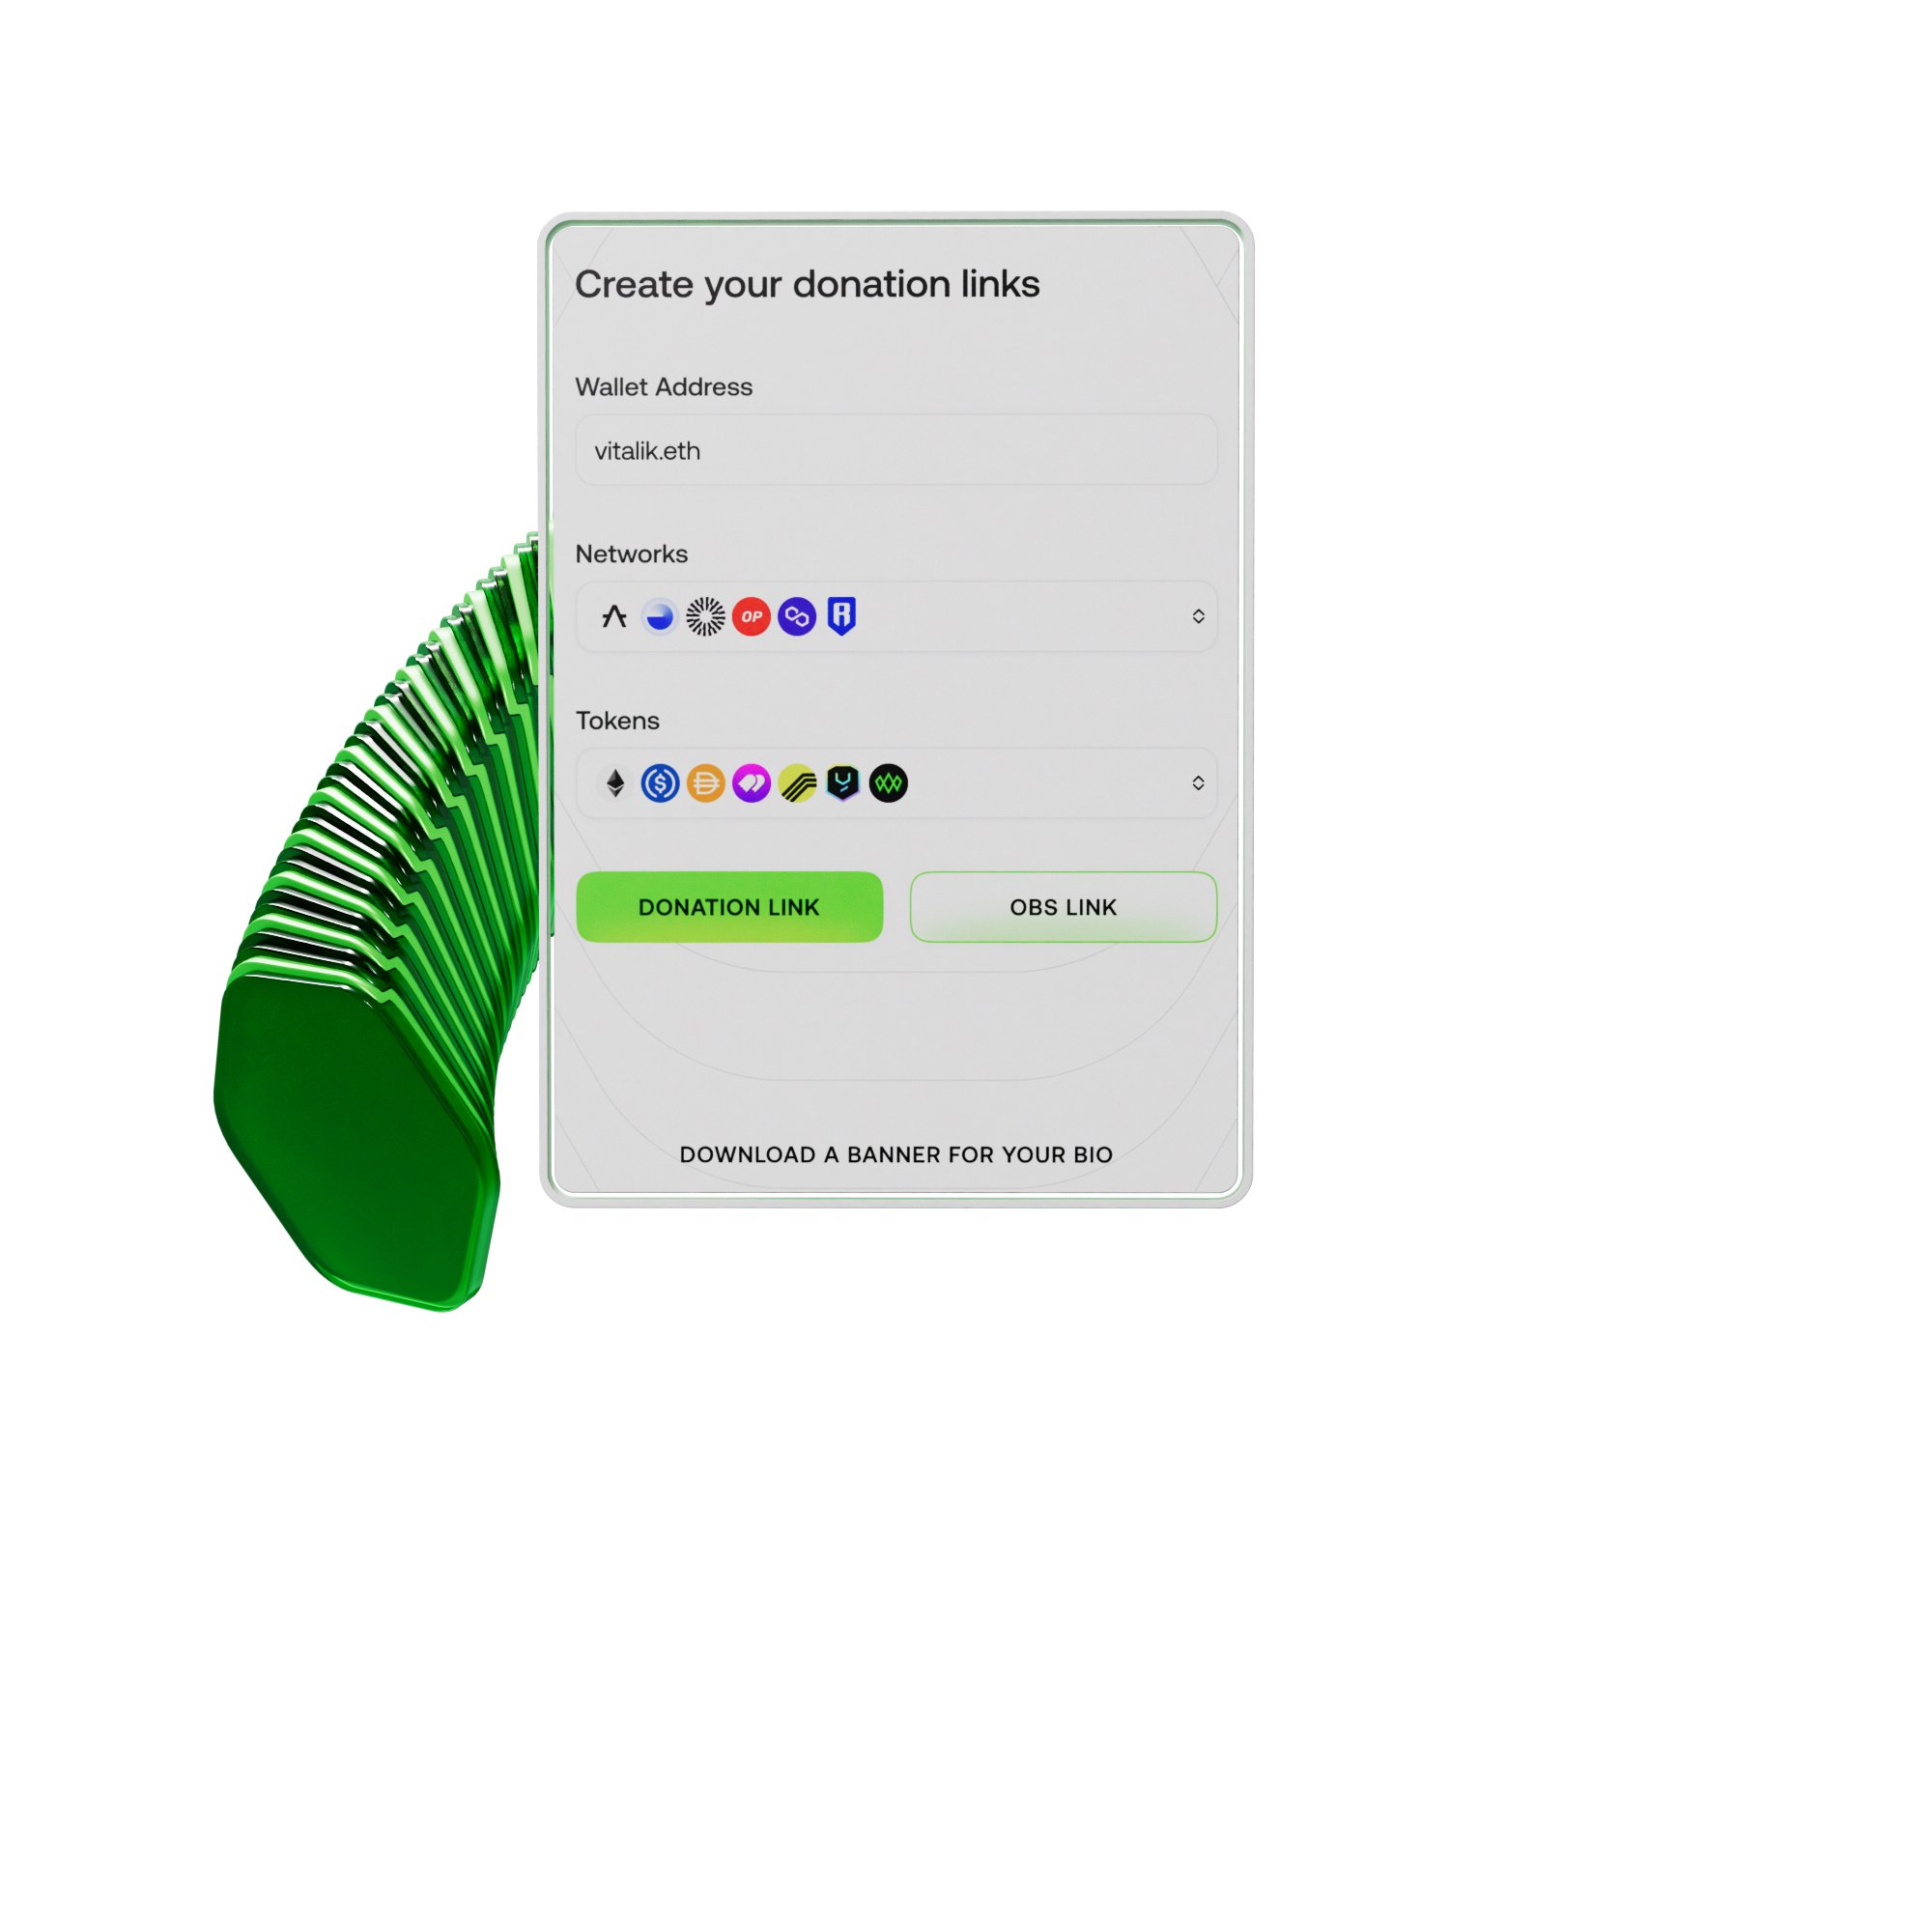 Create your donation links
Wallet Address
vitalik.eth
Networks
OP
Tokens
DONATION LINK
OBS LINK
DOWNLOAD A BANNER FOR YOUR BIO